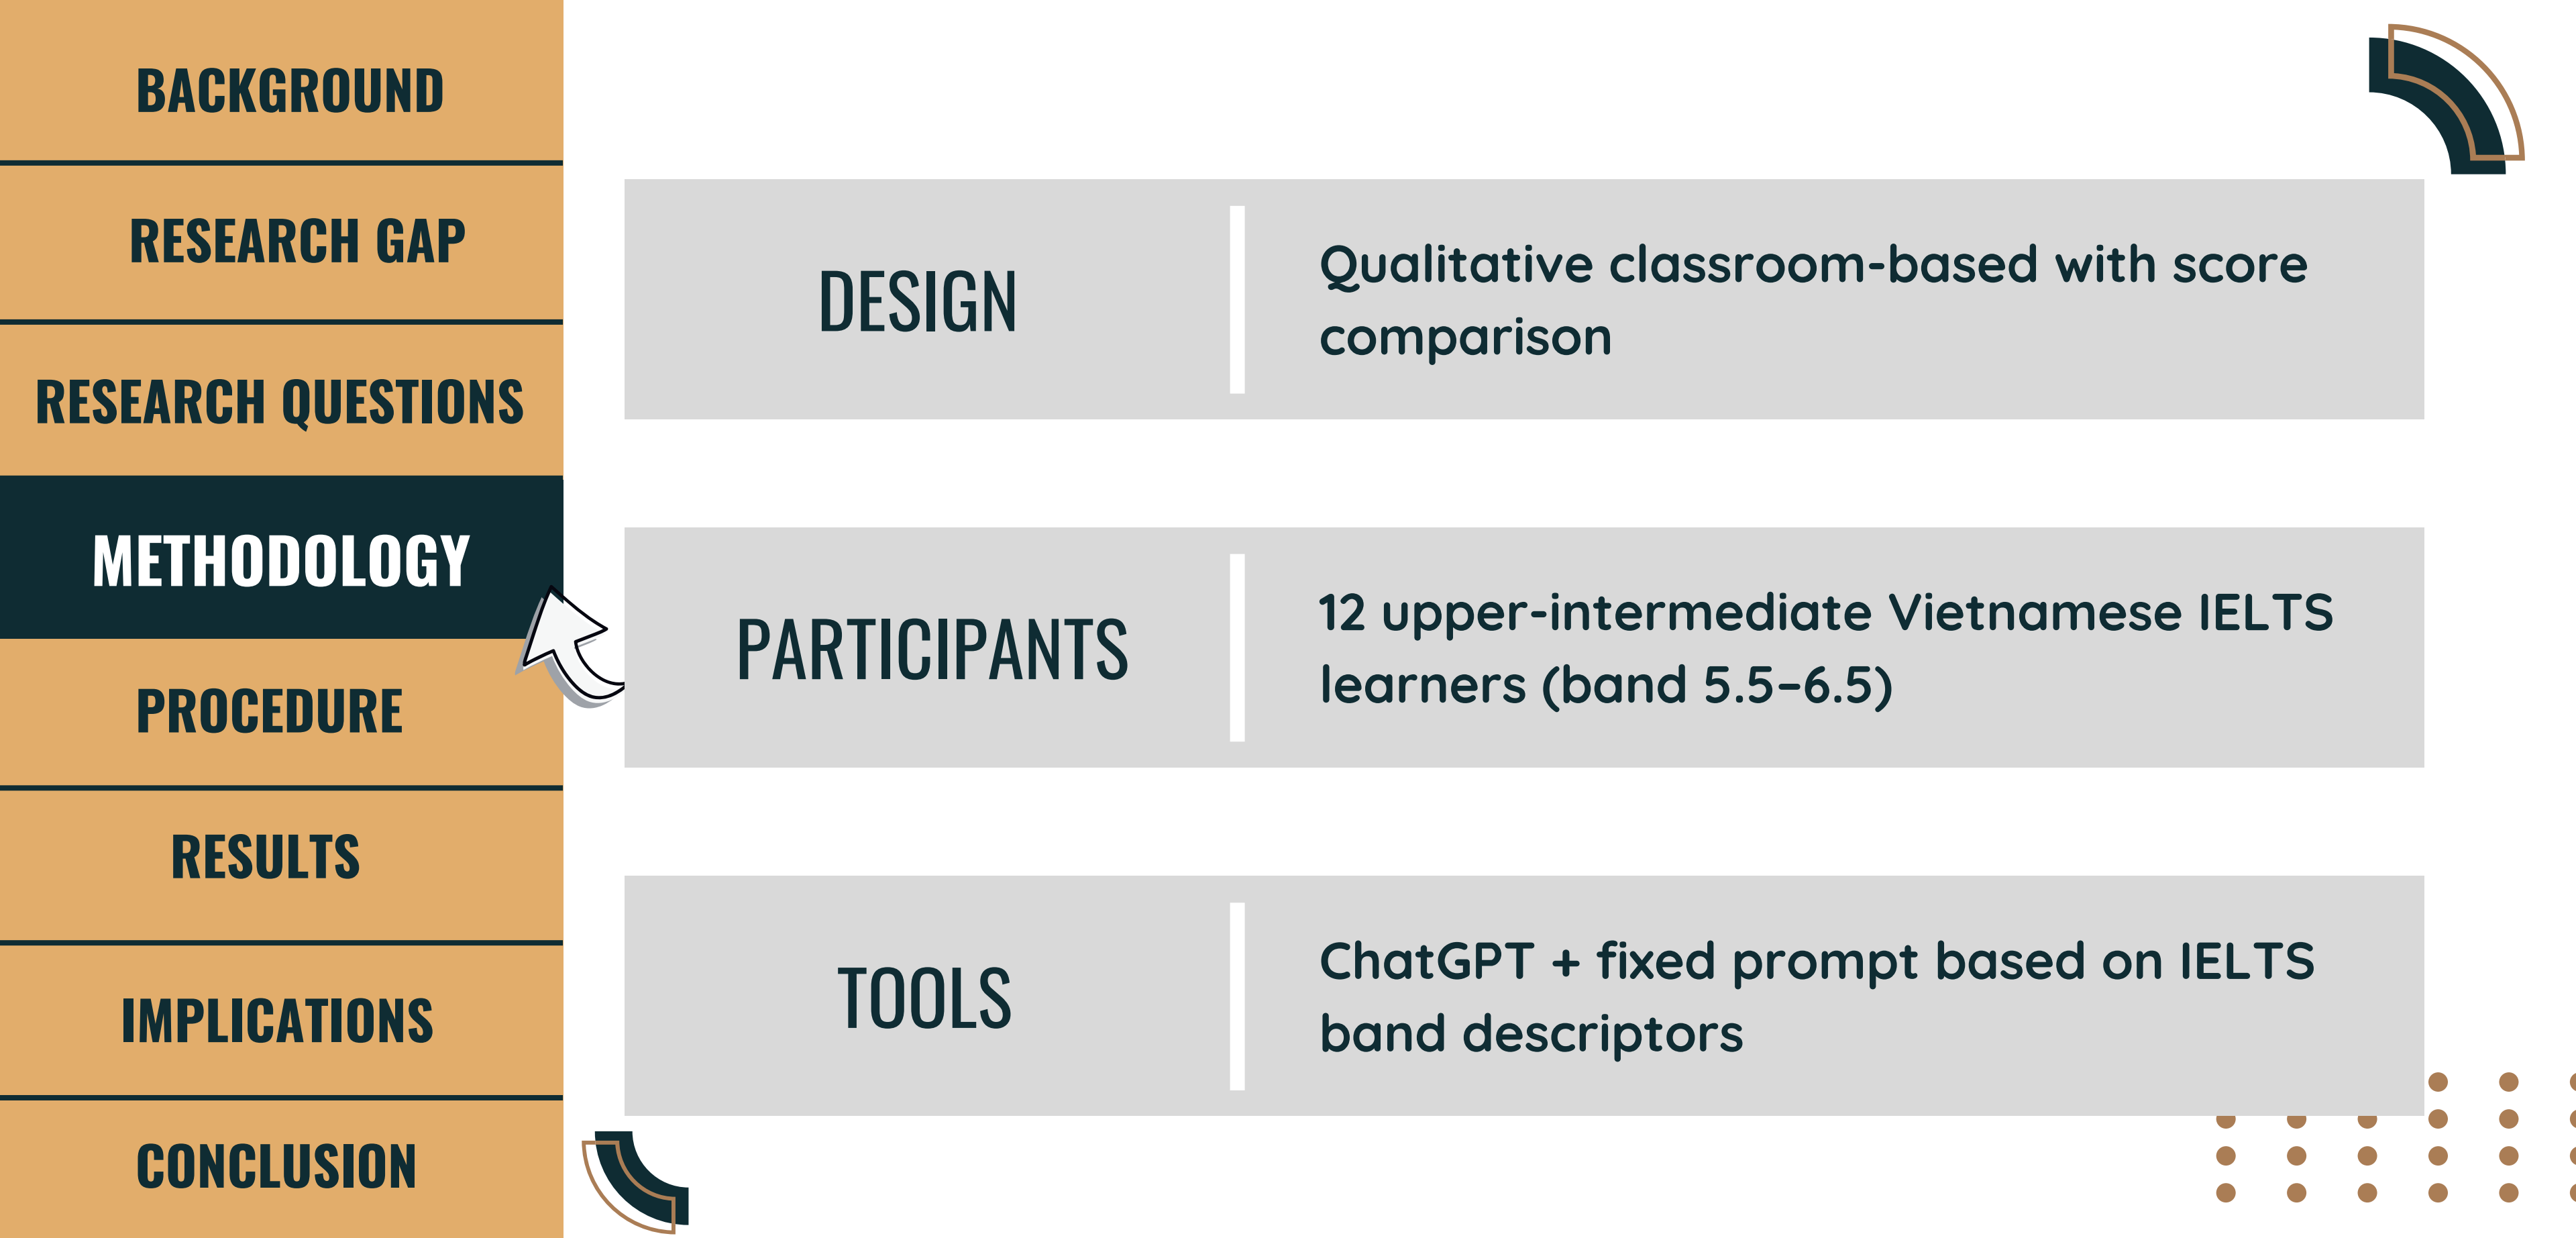 BACKGROUND
RESEARCH GAP
RESEARCH QUESTIONS
METHODOLOGY
PROCEDURE
RESULTS
IMPLICATIONS
CONCLUSION
DESIGN
Qualitative classroom-based with score
comparison
PARTICIPANTS
12 upper-intermediate Vietnamese IELTS
learners (band 5.5–6.5)
TOOLS
ChatGPT + fixed prompt based on IELTS
band descriptors